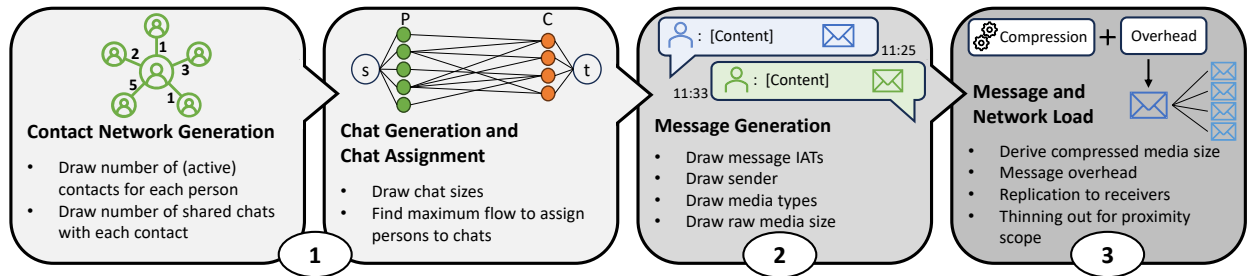 1
2
3
5
1
Contact Network Generation
• Draw number of (active)
contacts for each person
• Draw number of shared chats
with each contact
1
P
C
s
t
Chat Generation and
Chat Assignment
• Draw chat sizes
• Find maximum flow to assign
persons to chats
: [Content]
11:25
: [Content]
11:33
Message Generation
• Draw message IATs
• Draw sender
• Draw media types
• Draw raw media size
2
Compression + Overhead
Message and
Network Load
• Derive compressed media size
• Message overhead
• Replication to receivers
• Thinning out for proximity
scope
3